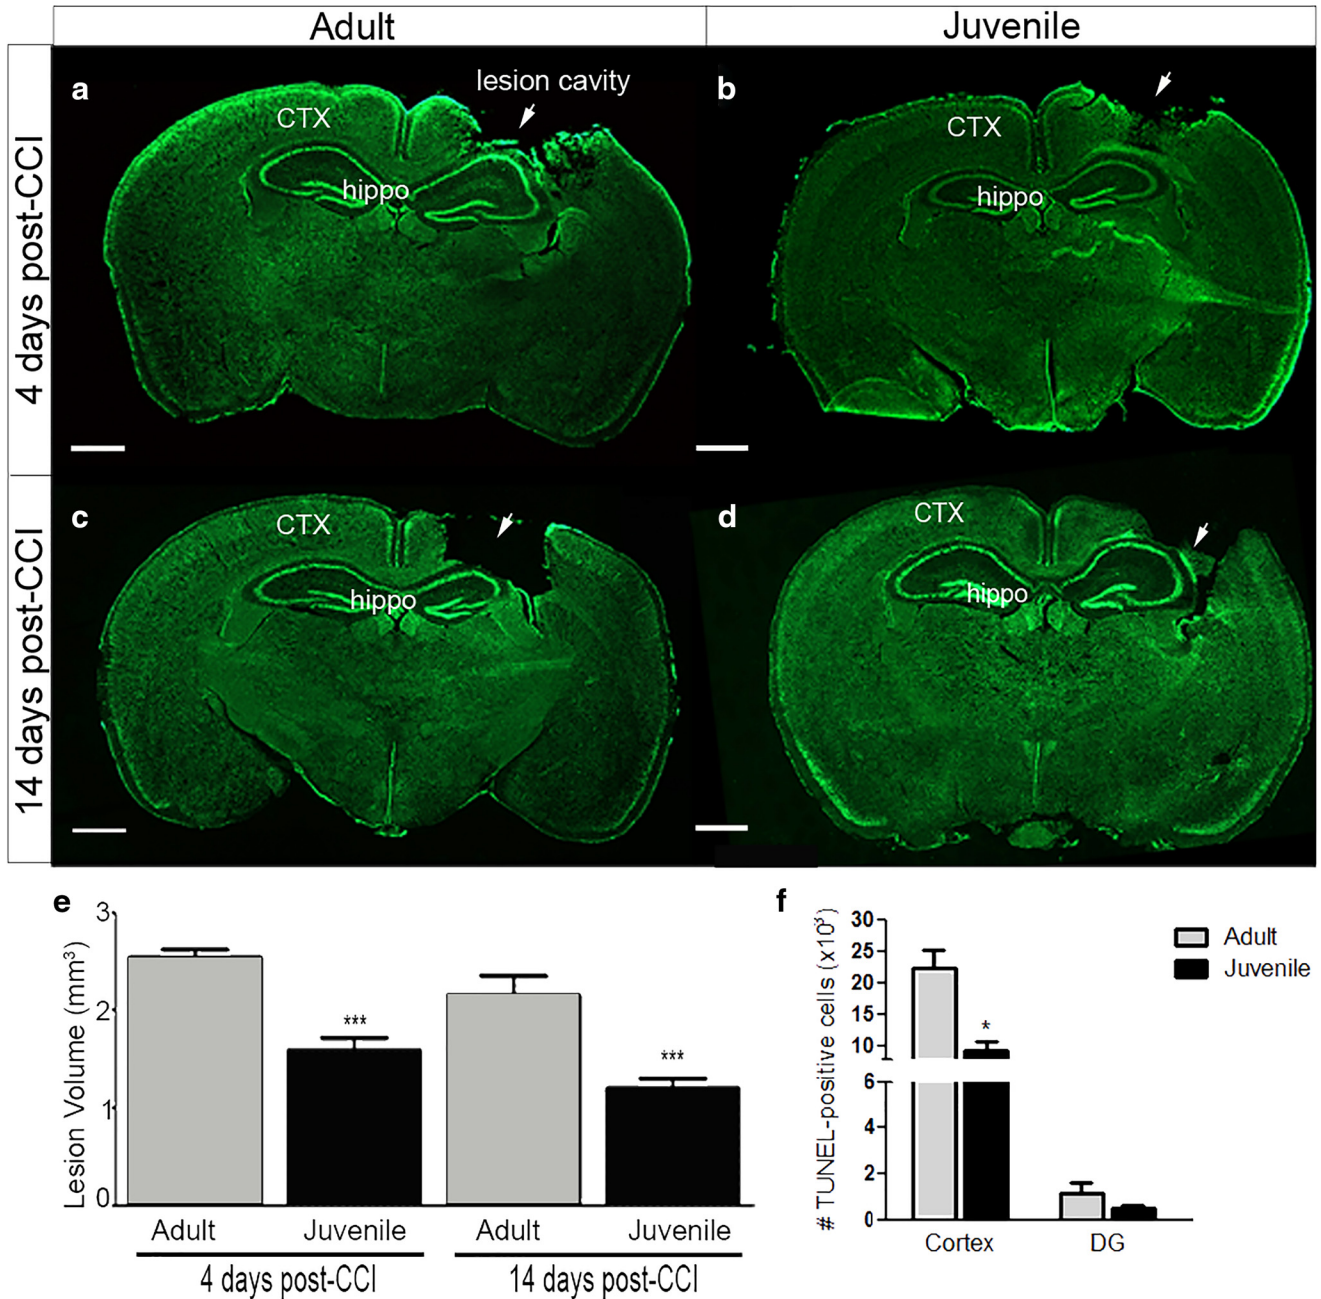 Adult
Juvenile
4 days post-CCI
a
lesion cavity
CTX
hippo
b
CTX
hippo
14 days post-CCI
c
CTX
hippo
d
CTX
hippo
e
Lesion Volume (mm³)
3
2
1
0
***
***
Adult
Juvenile
Adult
Juvenile
4 days post-CCI
14 days post-CCI
f
# TUNEL-positive cells (x10³)
30
25
20
15
10
6
4
2
0
*
Cortex
DG
Adult
Juvenile